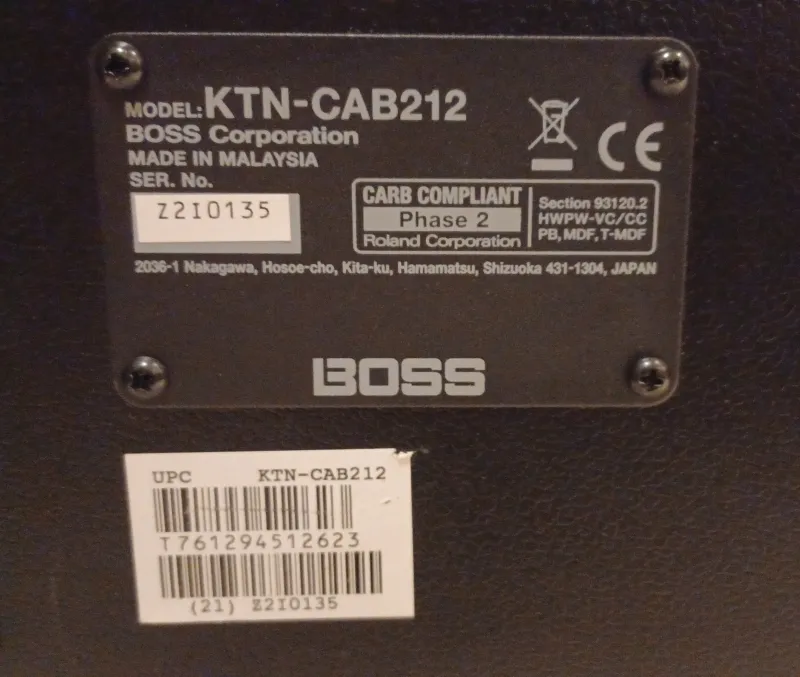 MODEL: KTN-CAB212
BOSS Corporation
MADE IN MALAYSIA
SER. No.
Z2I0135
CARB COMPLIANT
Phase 2
Roland Corporation
Section 93120.2
HWPW-VC/CC
PB, MDF, T-MDF
2036-1 Nakagawa, Hosoe-cho, Kita-ku, Hamamatsu, Shizuoka 431-1304, JAPAN
BOSS
UPC KTN-CAB212
T761294512623
(21) Z2I0135